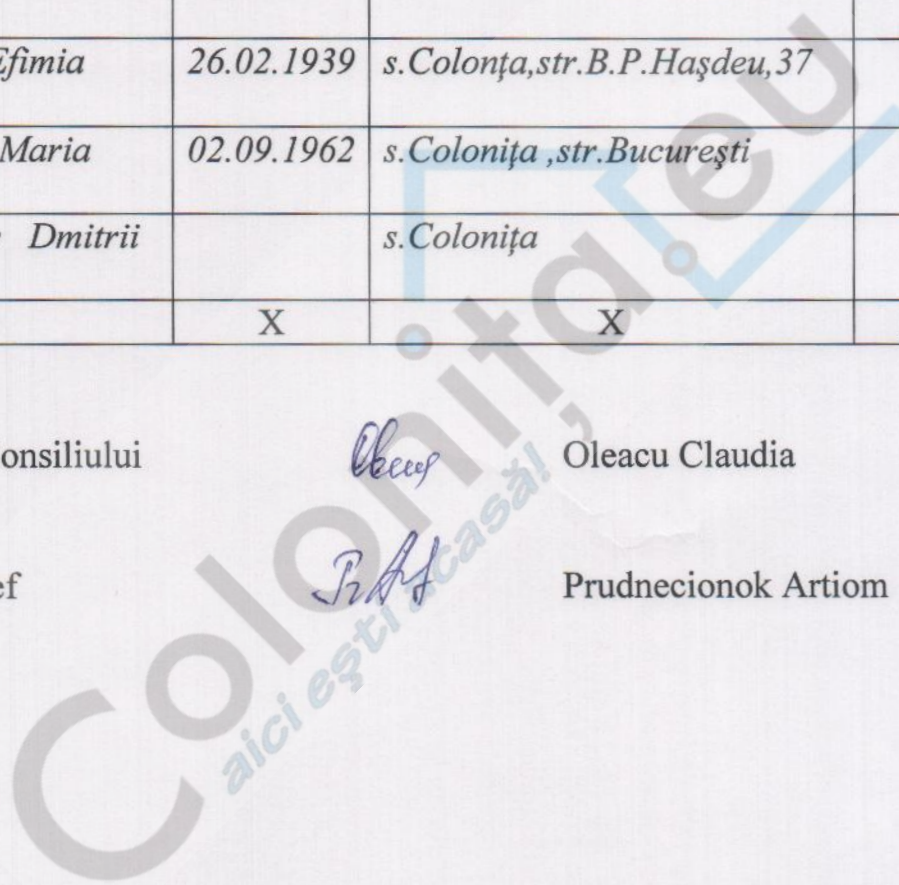 Efimia 26.02.1939 s.Colonţa,str.B.P.Haşdeu,37
Maria 02.09.1962 s.Coloniţa ,str.Bucureşti
Dmitrii s.Coloniţa
X X
onsiliului Oleacu Claudia
ef Prudnecionok Artiom
Coloniţa.eu
aici eşti acasă!